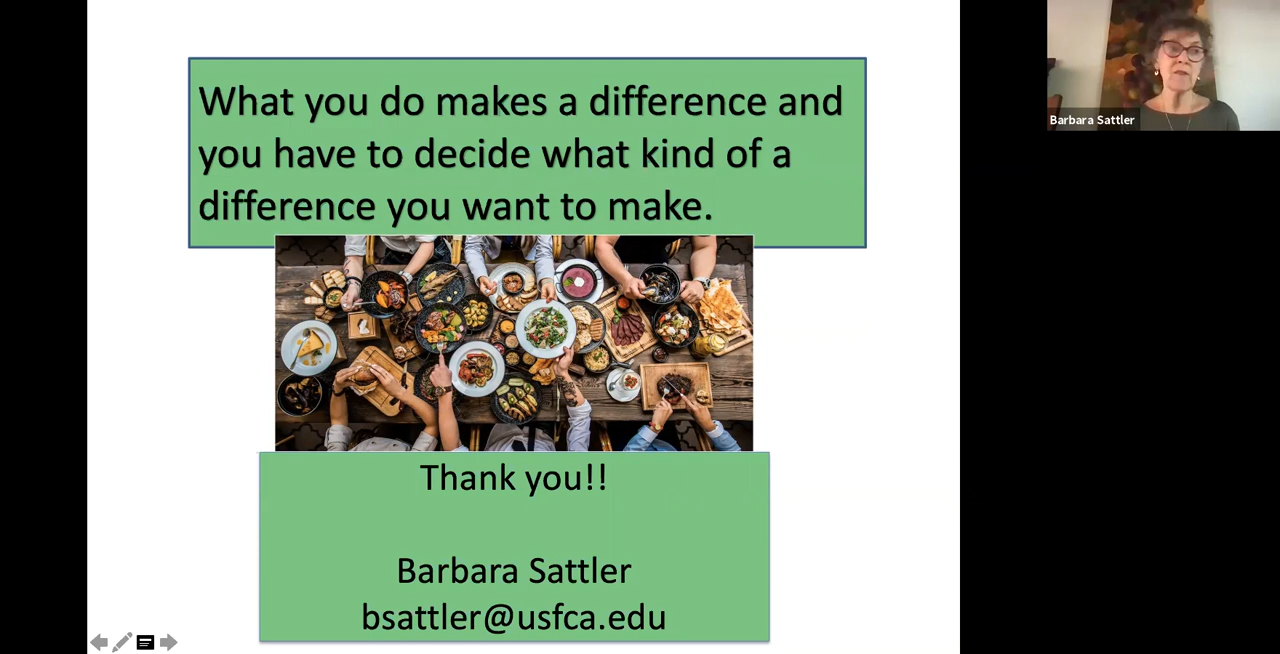 What you do makes a difference and
you have to decide what kind of a
difference you want to make.
Thank you!!
Barbara Sattler
bsattler@usfca.edu
Barbara Sattler